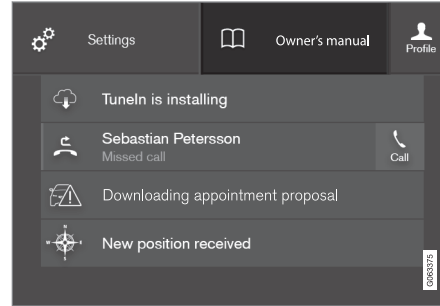 Settings
Owner's manual
Profile
TuneIn is installing
Sebastian Petersson
Missed call
Call
Downloading appointment proposal
N
W
E
S
New position received
G063375